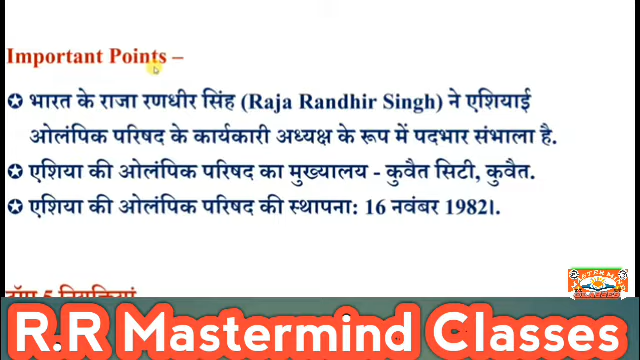 Important Points –
✪ भारत के राजा रणधीर सिंह (Raja Randhir Singh) ने एशियाई
ओलंपिक परिषद के कार्यकारी अध्यक्ष के रूप में पदभार संभाला है.
✪ एशिया की ओलंपिक परिषद का मुख्यालय - कुवैत सिटी, कुवैत.
✪ एशिया की ओलंपिक परिषद की स्थापना: 16 नवंबर 1982।.
टॉप 5 नियुक्तियां
R.R Mastermind Classes